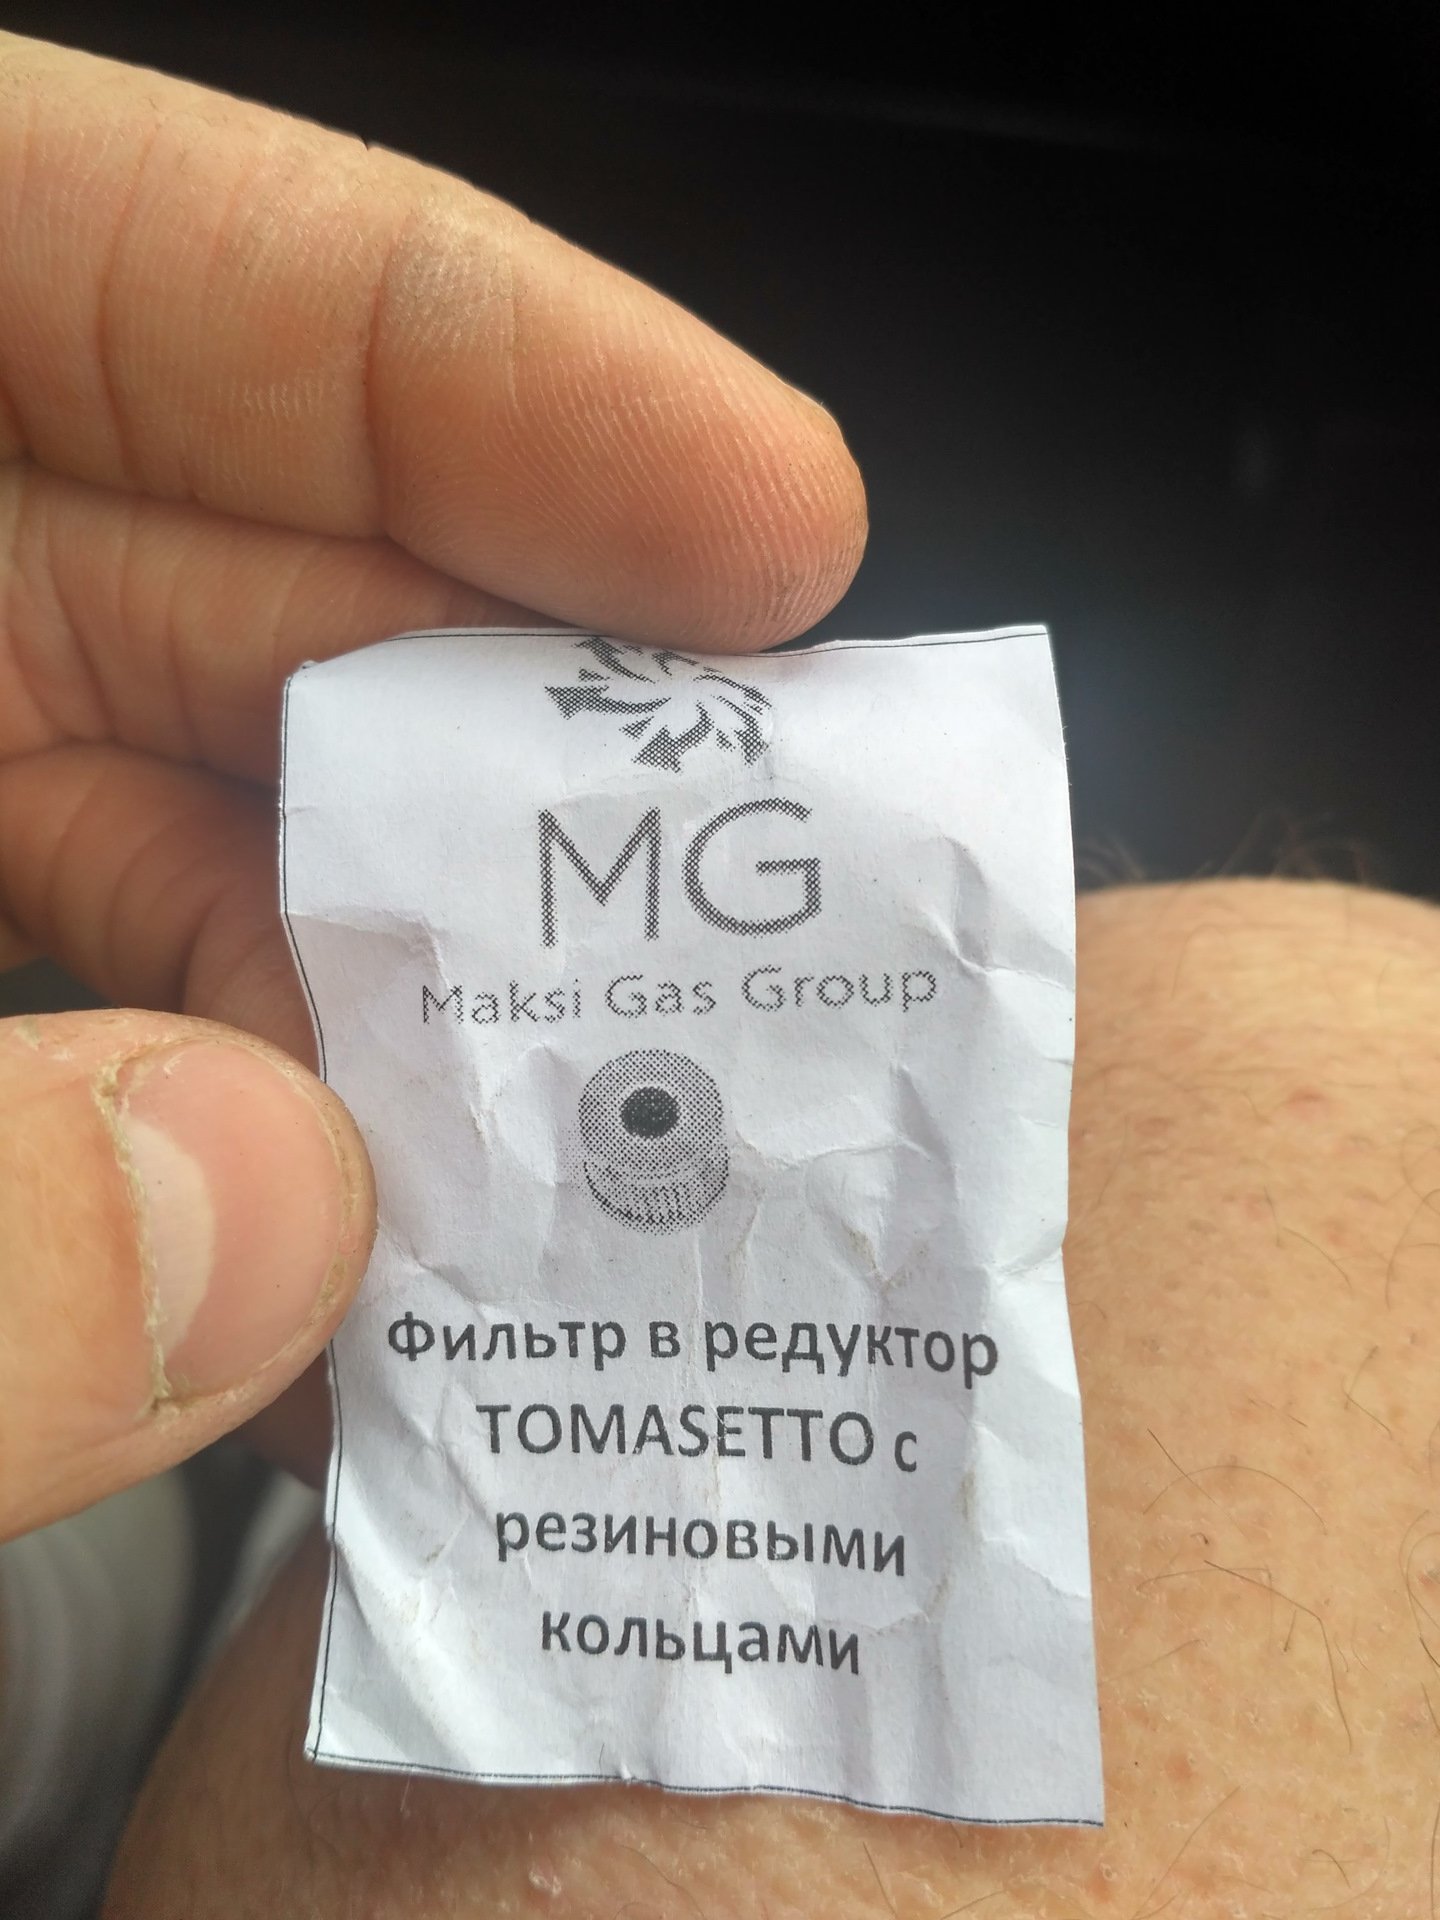 MG
Maksi Gas Group
Фильтр в редуктор
TOMASETTO с
резиновыми
кольцами